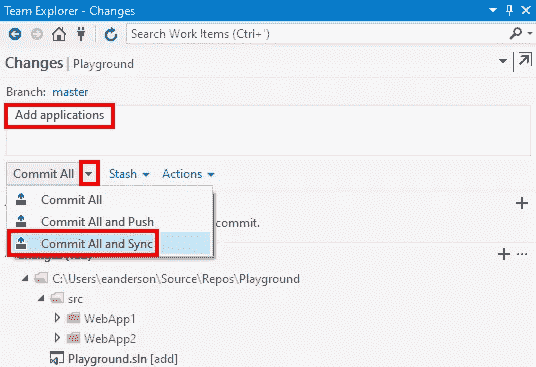 Team Explorer - Changes
Search Work Items (Ctrl+')
Changes | Playground
Branch: master
Add applications
Commit All Stash Actions
Commit All
Commit All and Push
commit.
Commit All and Sync
C:\Users\eanderson\Source\Repos\Playground
src
WebApp1
WebApp2
Playground.sln [add]